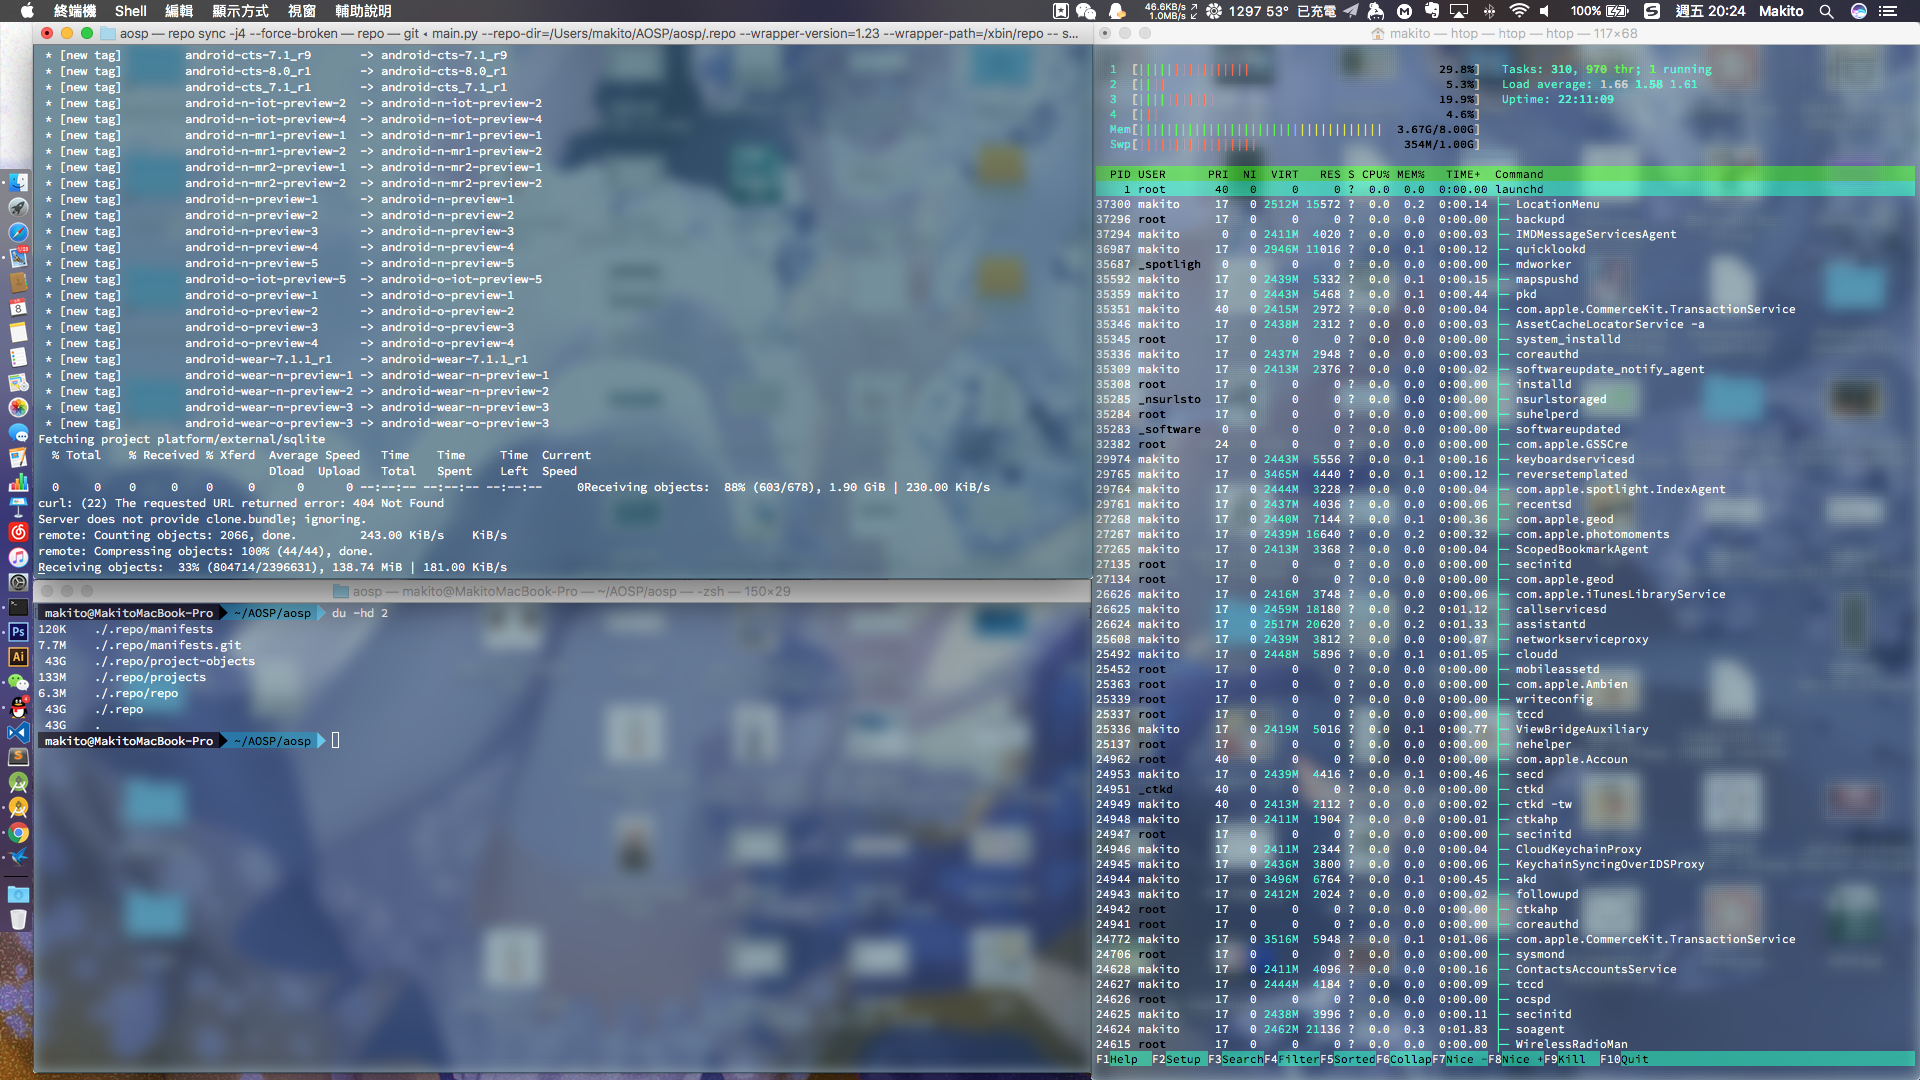 終端機 Shell 編輯 顯示方式 視窗 輔助說明
46.6KB/s 1.0MB/s 1297 53° 已充電 100% 週五 20:24 Makito
aosp — repo sync -j4 --force-broken — repo — git ◂ main.py --repo-dir=/Users/makito/AOSP/aosp/.repo --wrapper-version=1.23 --wrapper-path=/xbin/repo -- s...
* [new tag] android-cts-7.1_r9 -> android-cts-7.1_r9
* [new tag] android-cts-8.0_r1 -> android-cts-8.0_r1
* [new tag] android-cts_7.1_r1 -> android-cts_7.1_r1
* [new tag] android-n-iot-preview-2 -> android-n-iot-preview-2
* [new tag] android-n-iot-preview-4 -> android-n-iot-preview-4
* [new tag] android-n-mr1-preview-1 -> android-n-mr1-preview-1
* [new tag] android-n-mr1-preview-2 -> android-n-mr1-preview-2
* [new tag] android-n-mr2-preview-1 -> android-n-mr2-preview-1
* [new tag] android-n-mr2-preview-2 -> android-n-mr2-preview-2
* [new tag] android-n-preview-1 -> android-n-preview-1
* [new tag] android-n-preview-2 -> android-n-preview-2
* [new tag] android-n-preview-3 -> android-n-preview-3
* [new tag] android-n-preview-4 -> android-n-preview-4
* [new tag] android-n-preview-5 -> android-n-preview-5
* [new tag] android-o-iot-preview-5 -> android-o-iot-preview-5
* [new tag] android-o-preview-1 -> android-o-preview-1
* [new tag] android-o-preview-2 -> android-o-preview-2
* [new tag] android-o-preview-3 -> android-o-preview-3
* [new tag] android-o-preview-4 -> android-o-preview-4
* [new tag] android-wear-7.1.1_r1 -> android-wear-7.1.1_r1
* [new tag] android-wear-n-preview-1 -> android-wear-n-preview-1
* [new tag] android-wear-n-preview-2 -> android-wear-n-preview-2
* [new tag] android-wear-n-preview-3 -> android-wear-n-preview-3
* [new tag] android-wear-o-preview-3 -> android-wear-o-preview-3
Fetching project platform/external/sqlite
% Total % Received % Xferd Average Speed Time Time Time Current
Dload Upload Total Spent Left Speed
0 0 0 0 0 0 0 0 --:--:-- --:--:-- --:--:-- 0Receiving objects: 88% (603/678), 1.90 GiB | 230.00 KiB/s
curl: (22) The requested URL returned error: 404 Not Found
Server does not provide clone.bundle; ignoring.
remote: Counting objects: 2066, done. 243.00 KiB/s KiB/s
remote: Compressing objects: 100% (44/44), done.
Receiving objects: 33% (804714/2396631), 138.74 MiB | 181.00 KiB/s
aosp — makito@MakitoMacBook-Pro — ~/AOSP/aosp — -zsh — 150×29
makito@MakitoMacBook-Pro ~/AOSP/aosp du -hd 2
120K ./.repo/manifests
7.7M ./.repo/manifests.git
43G ./.repo/project-objects
133M ./.repo/projects
6.3M ./.repo/repo
43G ./.repo
43G .
makito@MakitoMacBook-Pro ~/AOSP/aosp
makito — htop — htop — htop — 117×68
1 [ 29.8%] Tasks: 310, 970 thr; 1 running
2 [ 5.3%] Load average: 1.66 1.58 1.61
3 [ 19.9%] Uptime: 22:11:09
4 [ 4.6%]
Mem[ 3.67G/8.00G]
Swp[ 354M/1.00G]
PID USER PRI NI VIRT RES S CPU% MEM% TIME+ Command
1 root 40 0 0 0 ? 0.0 0.0 0:00.00 launchd
37300 makito 17 0 2512M 15572 ? 0.0 0.2 0:00.14 LocationMenu
37296 root 17 0 0 0 ? 0.0 0.0 0:00.00 backupd
37294 makito 0 0 2411M 4020 ? 0.0 0.0 0:00.03 IMDMessageServicesAgent
36987 makito 17 0 2946M 11016 ? 0.0 0.1 0:00.12 quicklookd
35687 _spotligh 0 0 0 0 ? 0.0 0.0 0:00.00 mdworker
35592 makito 17 0 2439M 5332 ? 0.0 0.1 0:00.15 mapspushd
35359 makito 17 0 2443M 5468 ? 0.0 0.1 0:00.44 pkd
35351 makito 40 0 2415M 2972 ? 0.0 0.0 0:00.04 com.apple.CommerceKit.TransactionService
35346 makito 17 0 2438M 2312 ? 0.0 0.0 0:00.03 AssetCacheLocatorService -a
35345 root 17 0 0 0 ? 0.0 0.0 0:00.00 system_installd
35336 makito 17 0 2437M 2948 ? 0.0 0.0 0:00.03 coreauthd
35309 makito 17 0 2413M 2376 ? 0.0 0.0 0:00.02 softwareupdate_notify_agent
35308 root 17 0 0 0 ? 0.0 0.0 0:00.00 installd
35285 _nsurlsto 17 0 0 0 ? 0.0 0.0 0:00.00 nsurlstoraged
35284 root 17 0 0 0 ? 0.0 0.0 0:00.00 suhelperd
35283 _software 17 0 0 0 ? 0.0 0.0 0:00.00 softwareupdated
32382 root 24 0 0 0 ? 0.0 0.0 0:00.00 com.apple.GSSCre
29974 makito 17 0 2443M 5556 ? 0.0 0.1 0:00.16 keyboardservicesd
29765 makito 17 0 3465M 4440 ? 0.0 0.1 0:00.12 reversetemplated
29764 makito 17 0 2444M 3228 ? 0.0 0.0 0:00.04 com.apple.spotlight.IndexAgent
29761 makito 17 0 2437M 4036 ? 0.0 0.0 0:00.06 recentsd
27268 makito 17 0 2440M 7144 ? 0.0 0.1 0:00.36 com.apple.geod
27267 makito 17 0 2439M 16640 ? 0.0 0.2 0:00.32 com.apple.photomoments
27265 makito 17 0 2413M 3368 ? 0.0 0.0 0:00.04 ScopedBookmarkAgent
27135 root 17 0 0 0 ? 0.0 0.0 0:00.00 secinitd
27134 root 17 0 0 0 ? 0.0 0.0 0:00.00 com.apple.geod
26626 makito 17 0 2416M 3748 ? 0.0 0.0 0:00.06 com.apple.iTunesLibraryService
26625 makito 17 0 2459M 18180 ? 0.0 0.2 0:01.12 callservicesd
26624 makito 17 0 2517M 20620 ? 0.0 0.2 0:01.33 assistantd
25608 makito 17 0 2439M 3812 ? 0.0 0.0 0:00.07 networkserviceproxy
25492 makito 17 0 2448M 5896 ? 0.0 0.1 0:01.05 cloudd
25452 root 17 0 0 0 ? 0.0 0.0 0:00.00 mobileassetd
25363 root 17 0 0 0 ? 0.0 0.0 0:00.00 com.apple.Ambien
25339 root 17 0 0 0 ? 0.0 0.0 0:00.00 writeconfig
25337 root 17 0 0 0 ? 0.0 0.0 0:00.00 tccd
25336 makito 17 0 2419M 5016 ? 0.0 0.1 0:00.77 ViewBridgeAuxiliary
25137 root 17 0 0 0 ? 0.0 0.0 0:00.00 nehelper
24962 root 40 0 0 0 ? 0.0 0.0 0:00.00 com.apple.Accoun
24953 makito 17 0 2439M 4416 ? 0.0 0.1 0:00.46 secd
24951 _ctkd 40 0 0 0 ? 0.0 0.0 0:00.00 ctkd
24949 makito 40 0 2413M 2112 ? 0.0 0.0 0:00.02 ctkd -tw
24948 makito 17 0 2411M 1904 ? 0.0 0.0 0:00.01 ctkahp
24947 root 17 0 0 0 ? 0.0 0.0 0:00.00 secinitd
24946 makito 17 0 2411M 2344 ? 0.0 0.0 0:00.04 CloudKeychainProxy
24945 makito 17 0 2436M 3800 ? 0.0 0.0 0:00.06 KeychainSyncingOverIDSProxy
24944 makito 17 0 3496M 6764 ? 0.0 0.1 0:00.45 akd
24943 makito 17 0 2412M 2024 ? 0.0 0.0 0:00.02 followupd
24942 root 17 0 0 0 ? 0.0 0.0 0:00.00 ctkahp
24941 root 17 0 0 0 ? 0.0 0.0 0:00.00 coreauthd
24772 makito 17 0 3516M 5948 ? 0.0 0.1 0:01.06 com.apple.CommerceKit.TransactionService
24706 root 17 0 0 0 ? 0.0 0.0 0:00.00 sysmond
24628 makito 17 0 2411M 4096 ? 0.0 0.0 0:00.16 ContactsAccountsService
24627 makito 17 0 2444M 4184 ? 0.0 0.0 0:00.09 tccd
24626 root 17 0 0 0 ? 0.0 0.0 0:00.00 ocspd
24625 makito 17 0 2438M 3996 ? 0.0 0.0 0:00.11 secinitd
24624 makito 17 0 2462M 21136 ? 0.0 0.3 0:01.83 soagent
24615 root 17 0 0 0 ? 0.0 0.0 0:00.00 WirelessRadioMan
F1Help F2Setup F3SearchF4FilterF5SortedF6CollapF7Nice -F8Nice +F9Kill F10Quit
8
Ps
Ai